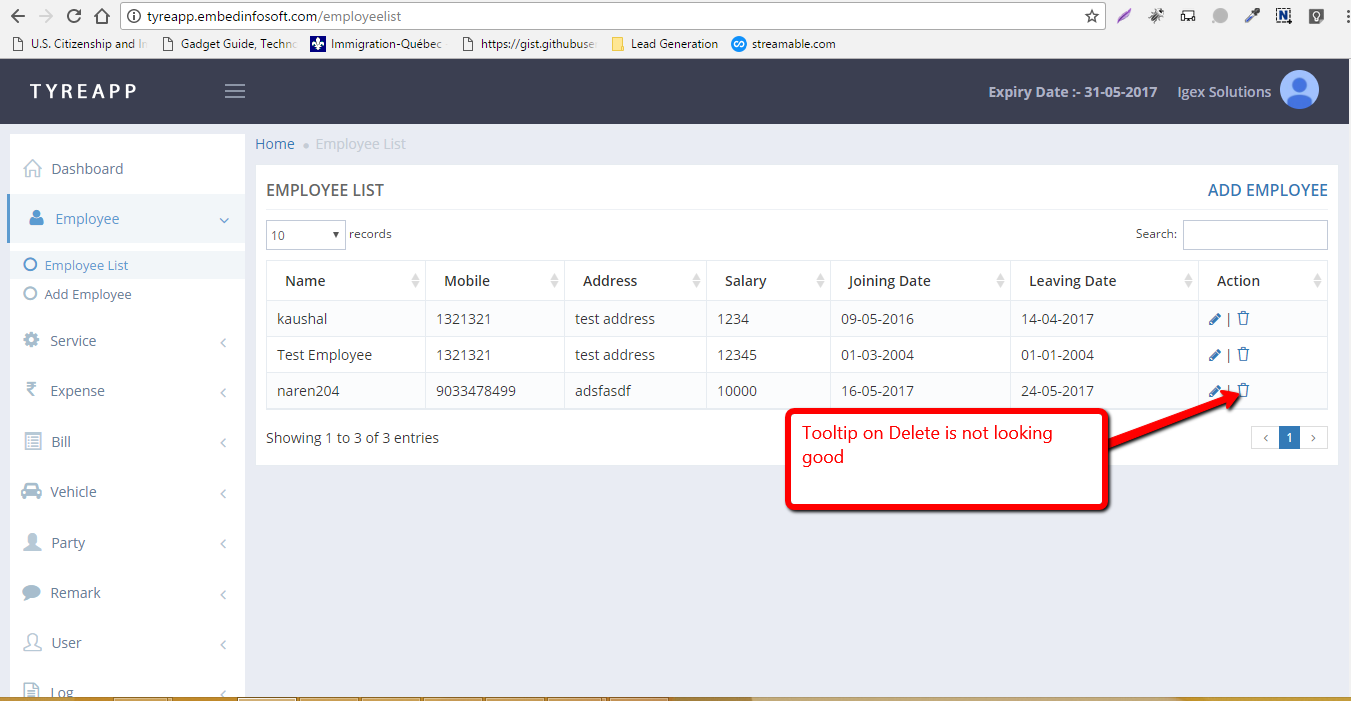 tyreapp.embedinfosoft.com/employeelist
U.S. Citizenship and In
Gadget Guide, Techno
Immigration-Québec
https://gist.githubuse
Lead Generation
streamable.com
TYREAPP
Expiry Date :- 31-05-2017
Igex Solutions
Home
Employee List
Dashboard
Employee
Employee List
Add Employee
Service
Expense
Bill
Vehicle
Party
Remark
User
Log
EMPLOYEE LIST
ADD EMPLOYEE
10 records
Search:
Name Mobile Address Salary Joining Date Leaving Date Action
kaushal 1321321 test address 1234 09-05-2016 14-04-2017 |
Test Employee 1321321 test address 12345 01-03-2004 01-01-2004 |
naren204 9033478499 adsfasdf 10000 16-05-2017 24-05-2017 |
Showing 1 to 3 of 3 entries
‹ 1 ›
Tooltip on Delete is not looking
good